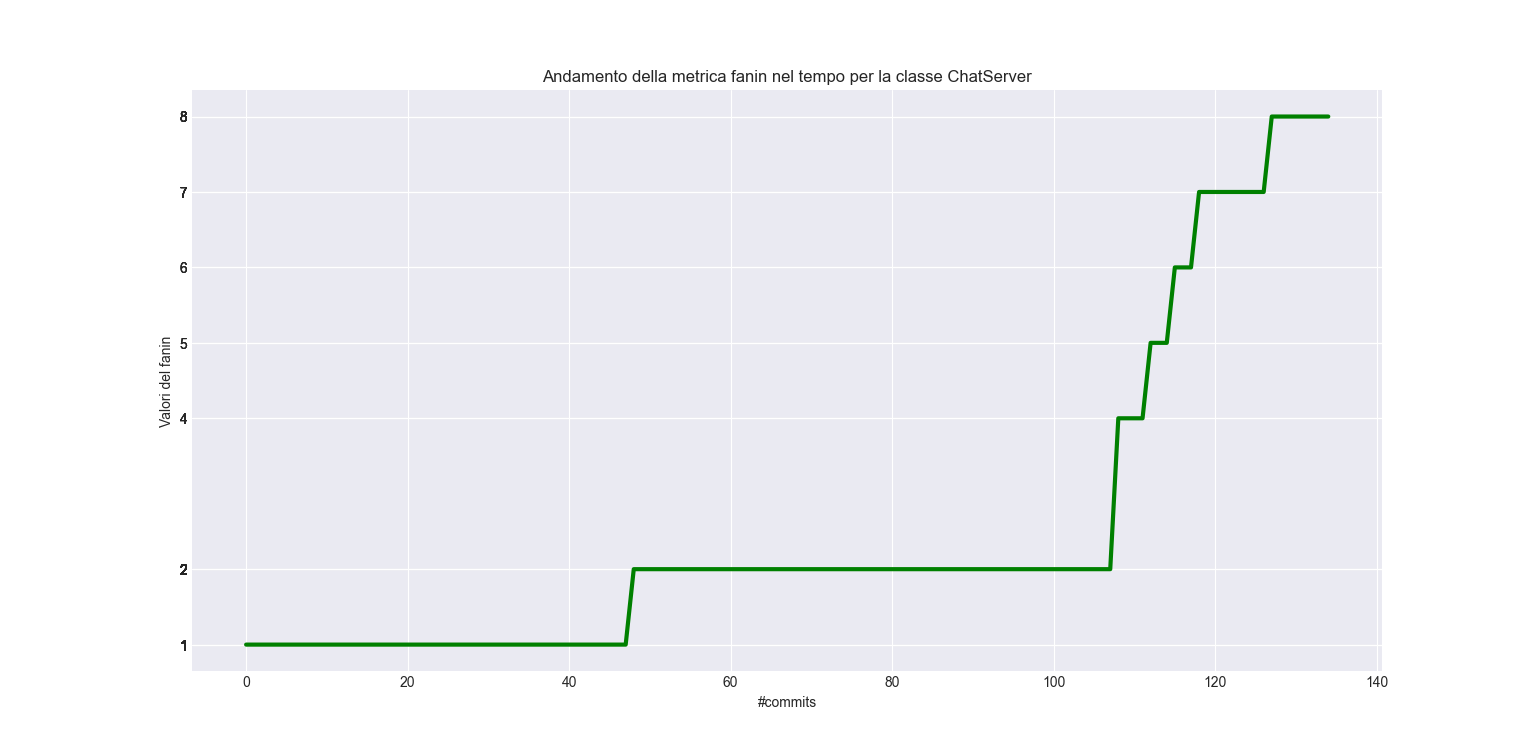 Andamento della metrica fanin nel tempo per la classe ChatServer
8
7
6
5
4
2
1
Valori del fanin
0 20 40 60 80 100 120 140
#commits